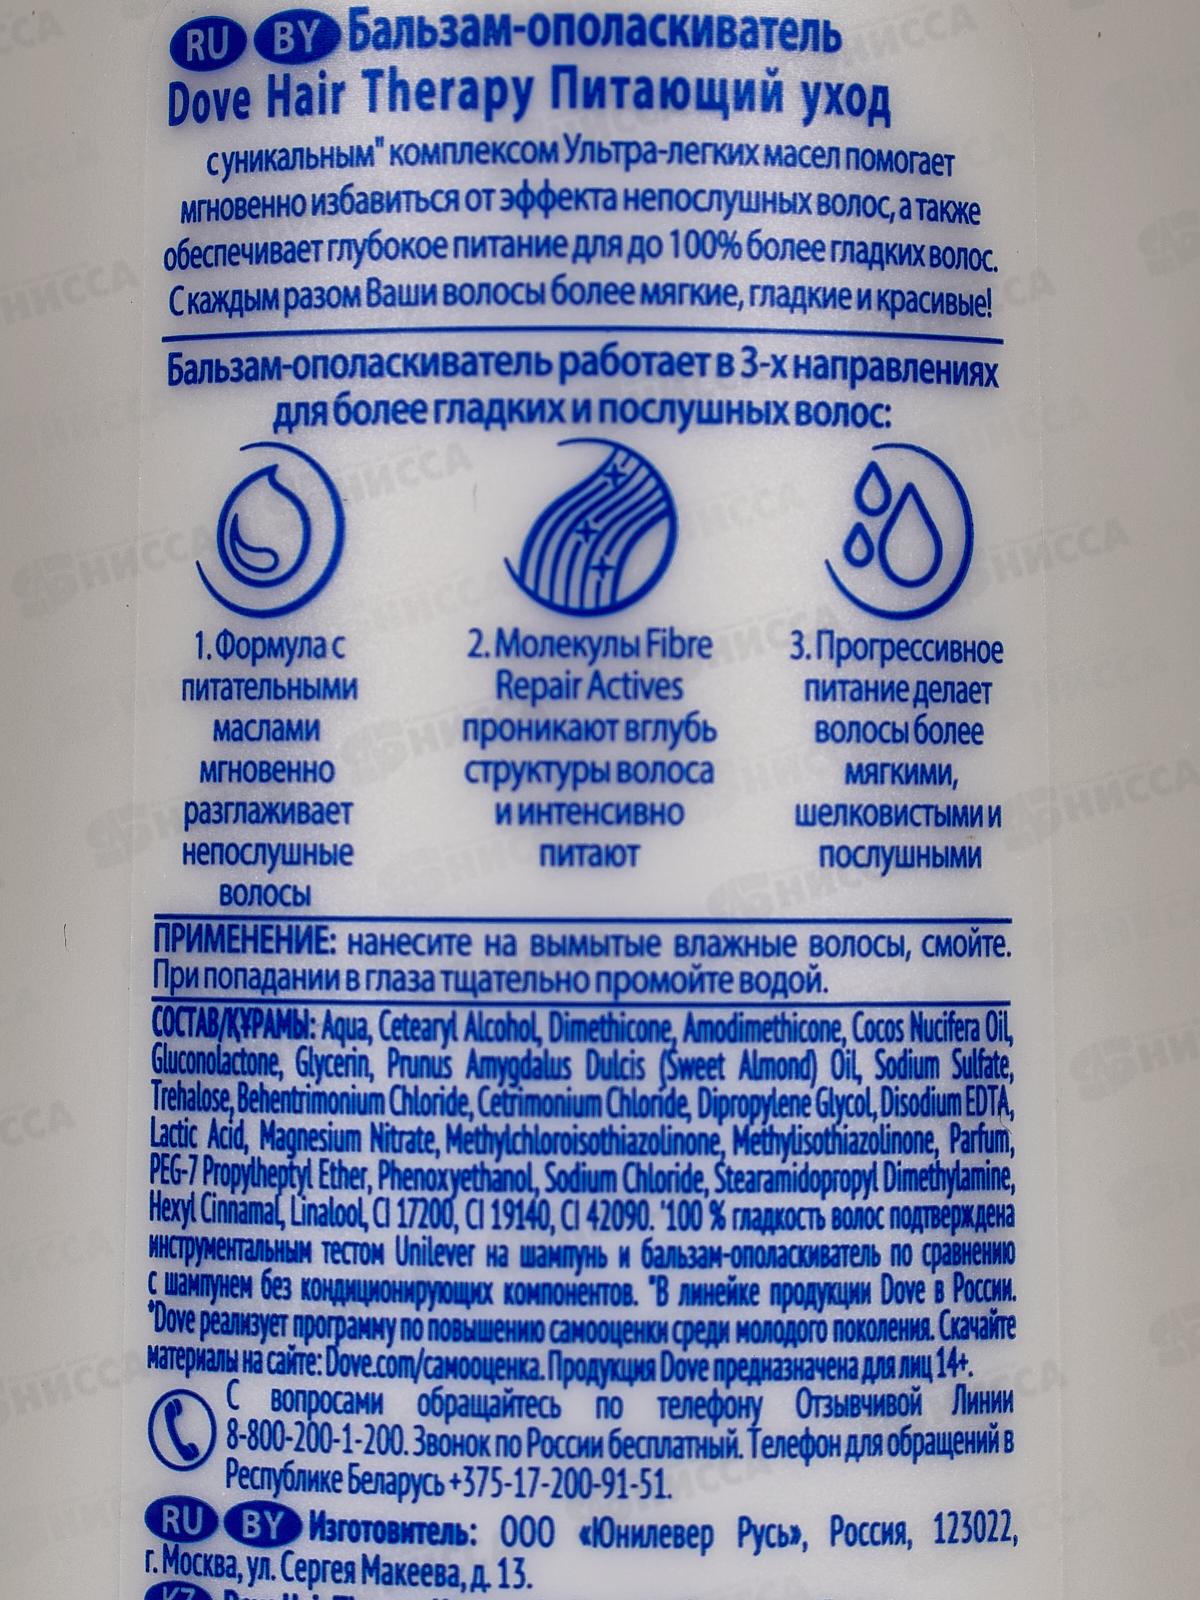 RU BY Бальзам-ополаскиватель
Dove Hair Therapy Питающий уход
с уникальным" комплексом Ультра-легких масел помогает
мгновенно избавиться от эффекта непослушных волос, а также
обеспечивает глубокое питание для до 100% более гладких волос.
С каждым разом Ваши волосы более мягкие, гладкие и красивые!
Бальзам-ополаскиватель работает в 3-х направлениях
для более гладких и послушных волос:
1. Формула с
питательными
маслами
мгновенно
разглаживает
непослушные
волосы
2. Молекулы Fibre
Repair Actives
проникают вглубь
структуры волоса
и интенсивно
питают
3. Прогрессивное
питание делает
волосы более
мягкими,
шелковистыми и
послушными
ПРИМЕНЕНИЕ: нанесите на вымытые влажные волосы, смойте.
При попадании в глаза тщательно промойте водой.
СОСТАВ/ҚҰРАМЫ: Aqua, Cetearyl Alcohol, Dimethicone, Amodimethicone, Cocos Nucifera Oil,
Gluconolactone, Glycerin, Prunus Amygdalus Dulcis (Sweet Almond) Oil, Sodium Sulfate,
Trehalose, Behentrimonium Chloride, Cetrimonium Chloride, Dipropylene Glycol, Disodium EDTA,
Lactic Acid, Magnesium Nitrate, Methylchloroisothiazolinone, Methylisothiazolinone, Parfum,
PEG-7 Propylheptyl Ether, Phenoxyethanol, Sodium Chloride, Stearamidopropyl Dimethylamine,
Hexyl Cinnamal, Linalool, CI 17200, CI 19140, CI 42090. '100 % гладкость волос подтверждена
инструментальным тестом Unilever на шампунь и бальзам-ополаскиватель по сравнению
с шампунем без кондиционирующих компонентов. "В линейке продукции Dove в России.
*Dove реализует программу по повышению самооценки среди молодого поколения. Скачайте
материалы на сайте: Dove.com/самооценка. Продукция Dove предназначена для лиц 14+.
С вопросами обращайтесь по телефону Отзывчивой Линии
8-800-200-1-200. Звонок по России бесплатный. Телефон для обращений в
Республике Беларусь +375-17-200-91-51.
RU BY Изготовитель: ООО «Юнилевер Русь», Россия, 123022,
г. Москва, ул. Сергея Макеева, д. 13.
KZ